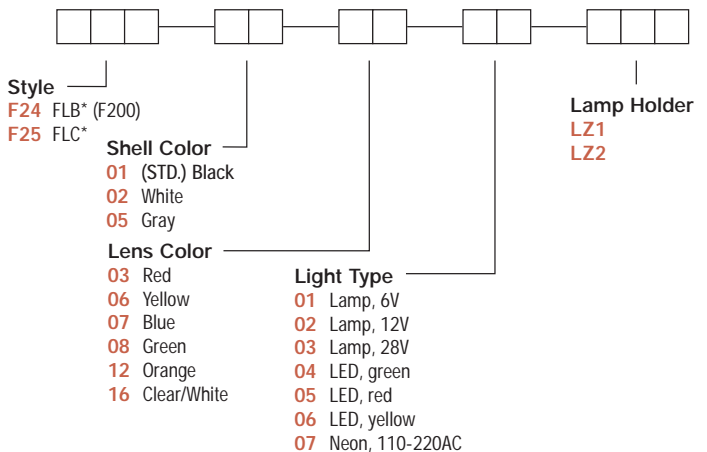 Style
F24 FLB* (F200)
F25 FLC*
Shell Color
01 (STD.) Black
02 White
05 Gray
Lens Color
03 Red
06 Yellow
07 Blue
08 Green
12 Orange
16 Clear/White
Light Type
01 Lamp, 6V
02 Lamp, 12V
03 Lamp, 28V
04 LED, green
05 LED, red
06 LED, yellow
07 Neon, 110-220AC
Lamp Holder
LZ1
LZ2